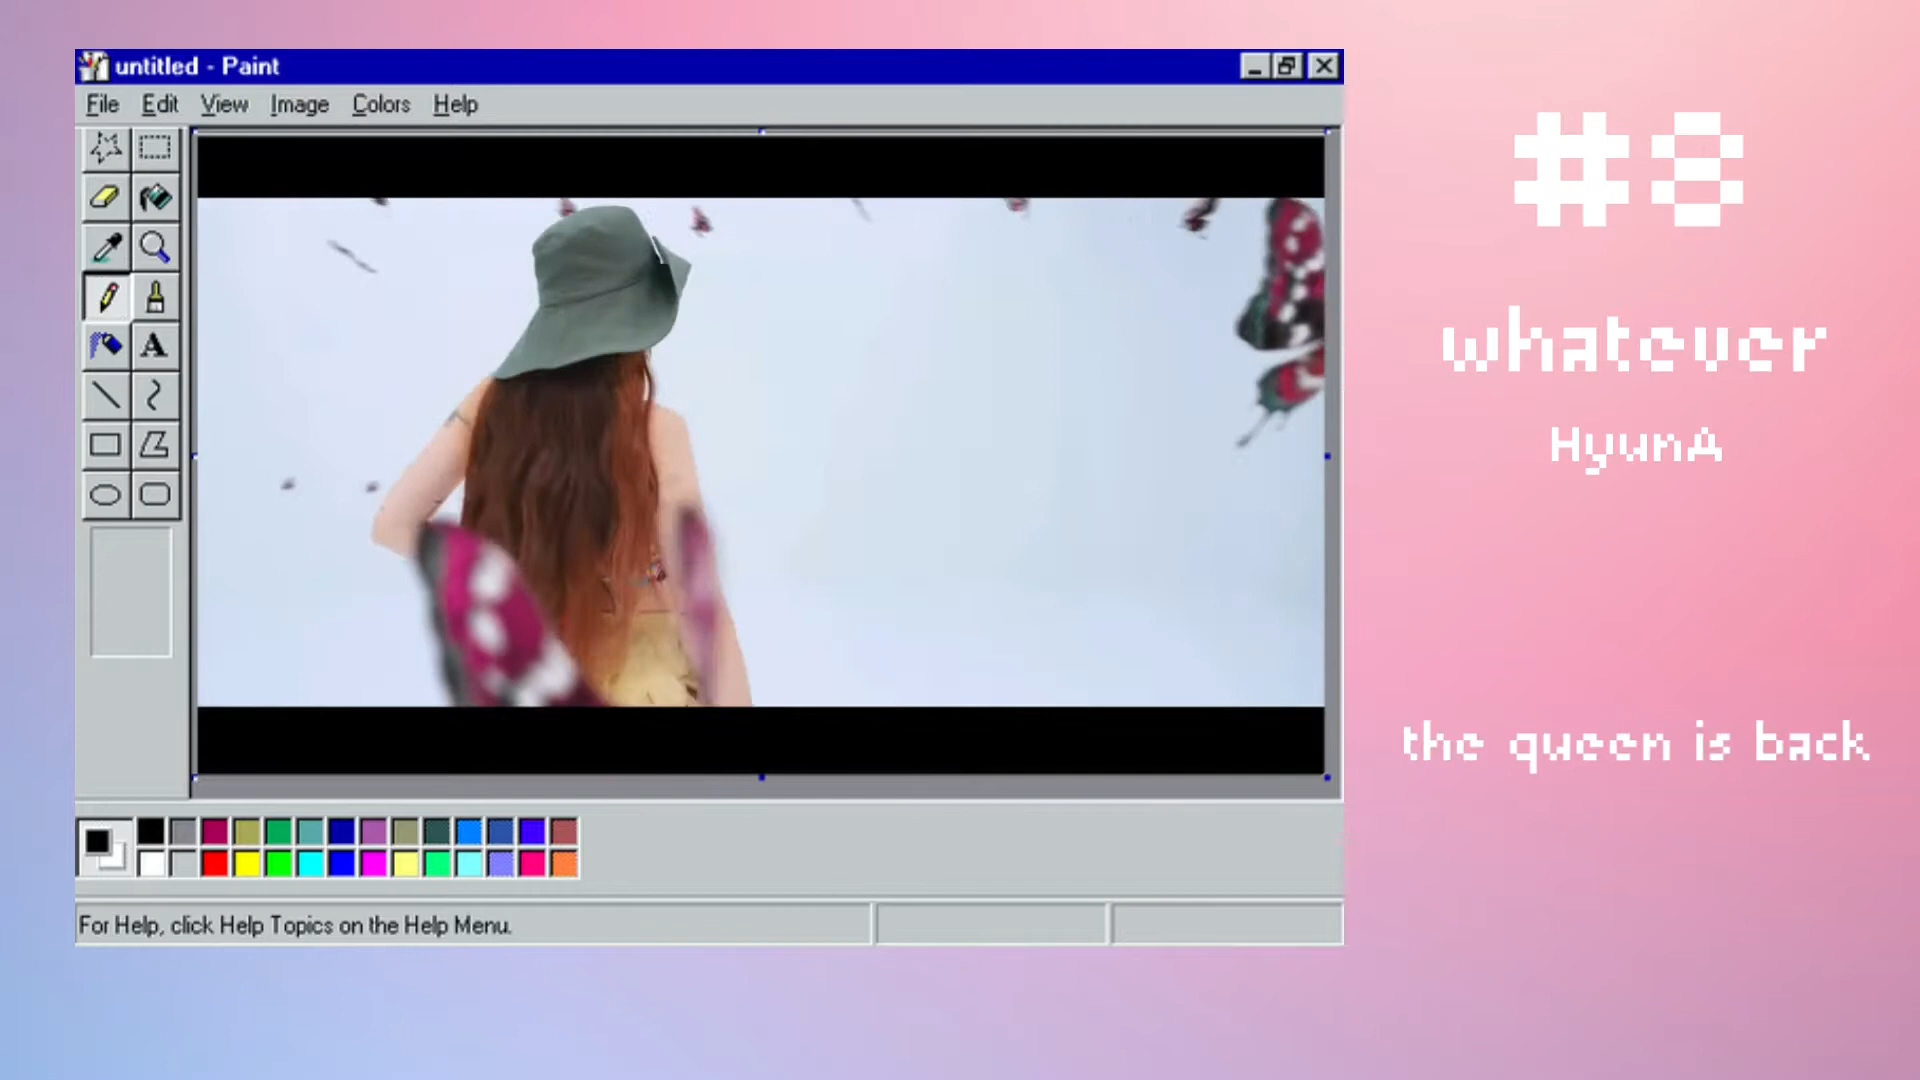 untitled - Paint
File Edit View Image Colors Help
A
#8
whatever
HyunA
the queen is back
For Help, click Help Topics on the Help Menu.